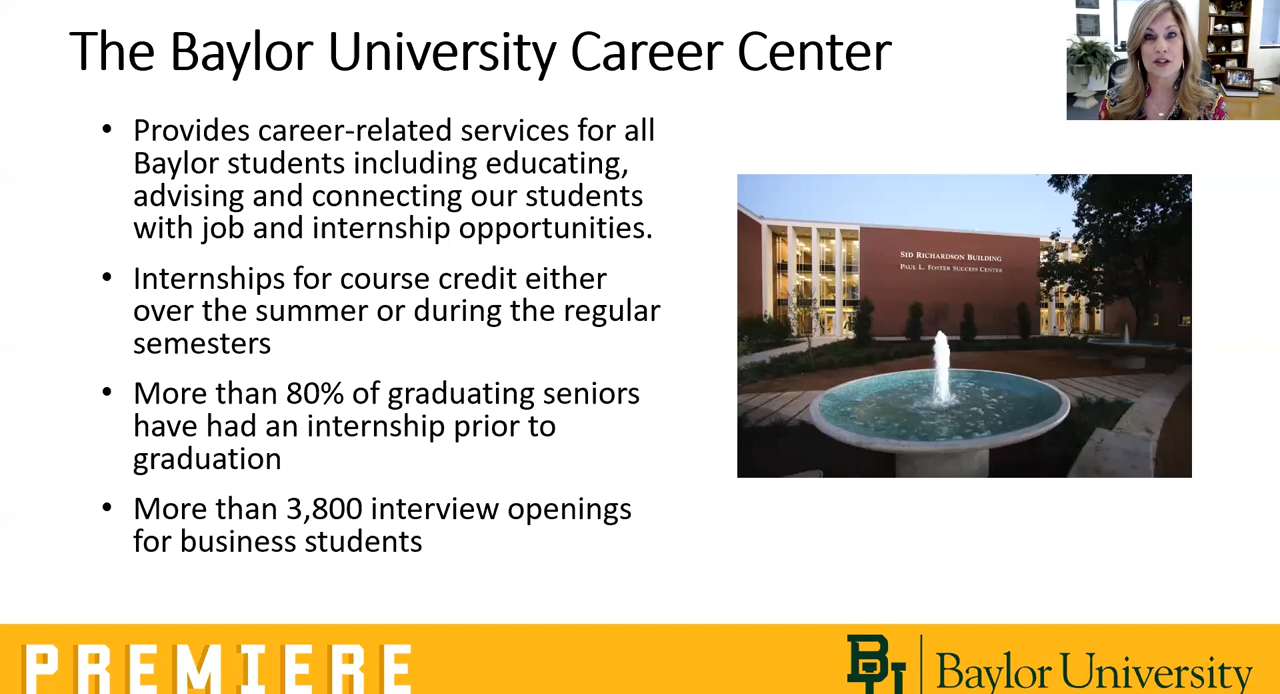 The Baylor University Career Center
• Provides career-related services for all
Baylor students including educating,
advising and connecting our students
with job and internship opportunities.
• Internships for course credit either
over the summer or during the regular
semesters
• More than 80% of graduating seniors
have had an internship prior to
graduation
• More than 3,800 interview openings
for business students
SID RICHARDSON BUILDING
PAUL L. FOSTER SUCCESS CENTER
PREMIERE
BU
Baylor University